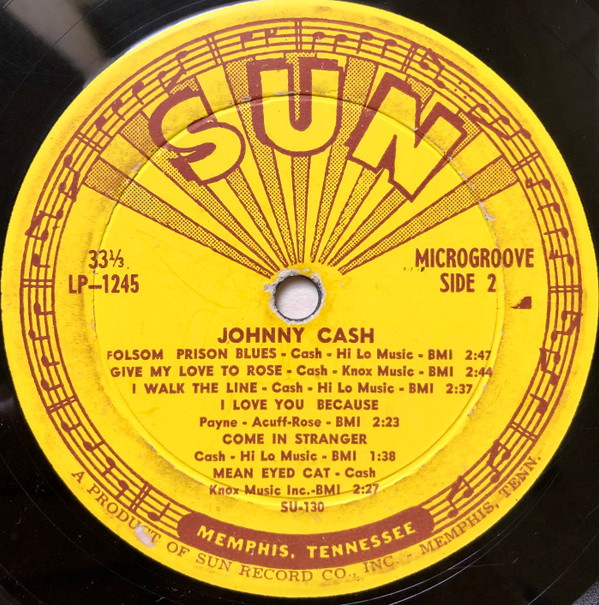 SUN
33⅓
LP-1245
MICROGROOVE
SIDE 2
JOHNNY CASH
FOLSOM PRISON BLUES - Cash - Hi Lo Music - BMI 2:47
GIVE MY LOVE TO ROSE - Cash - Knox Music - BMI 2:44
I WALK THE LINE - Cash - Hi Lo Music - BMI 2:37
I LOVE YOU BECAUSE
Payne - Acuff-Rose - BMI 2:23
COME IN STRANGER
Cash - Hi Lo Music - BMI 1:38
MEAN EYED CAT - Cash
Knox Music Inc.-BMI 2:27
SU-130
MEMPHIS, TENNESSEE
A PRODUCT OF SUN RECORD CO., INC. - MEMPHIS, TENN.